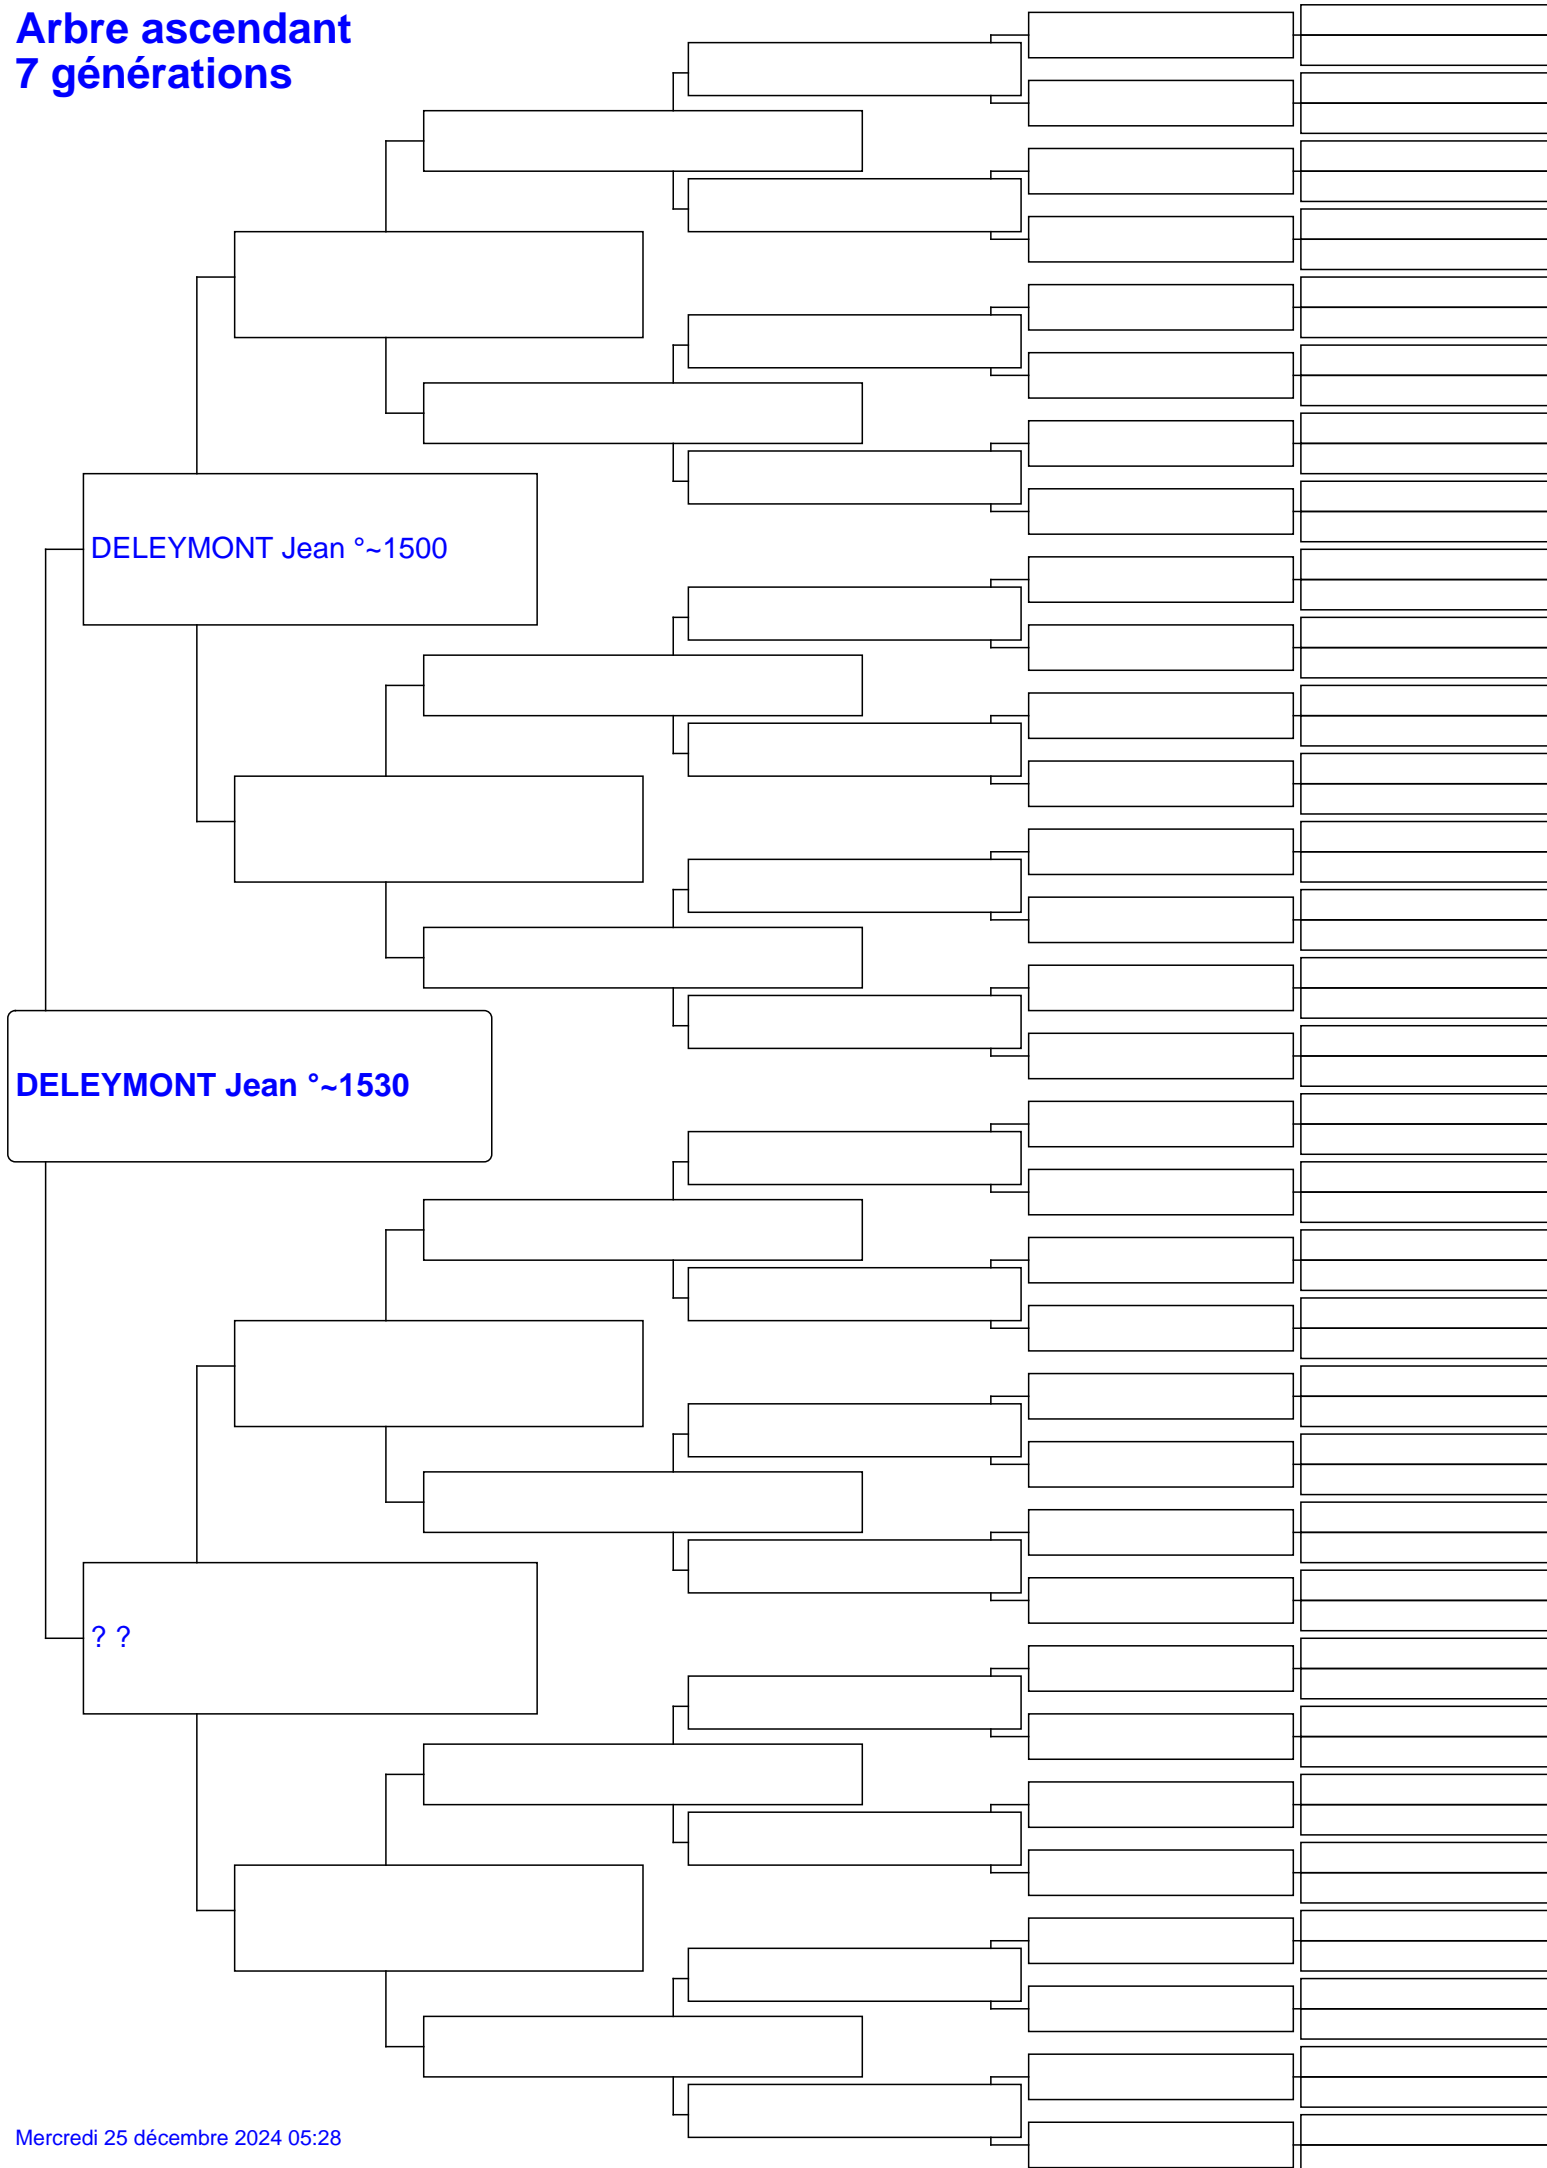 Arbre ascendant
7 générations
DELEYMONT Jean °~1500
DELEYMONT Jean °~1530
? ?
Mercredi 25 décembre 2024 05:28